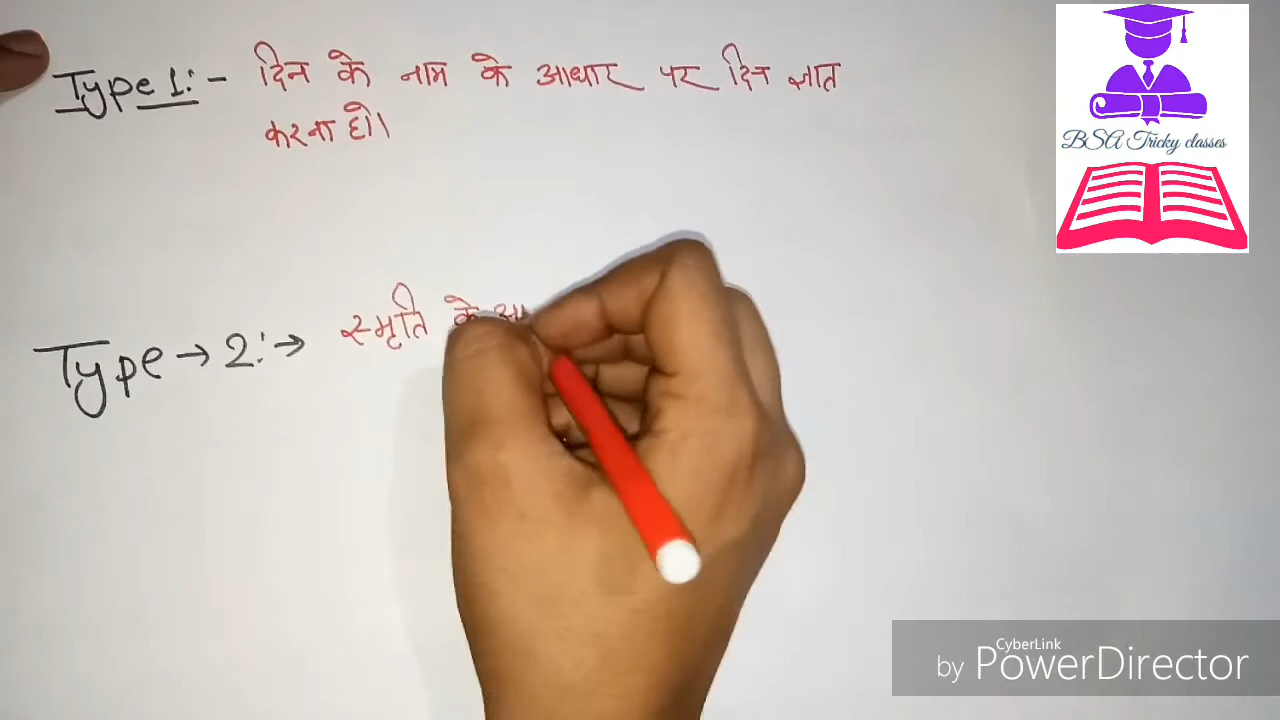 Type 1:- दिन के नाम के आधार पर दिन ज्ञात
करना हो।
BSA Tricky classes
Type → 2:→ स्मृति के आ
CyberLink
by PowerDirector